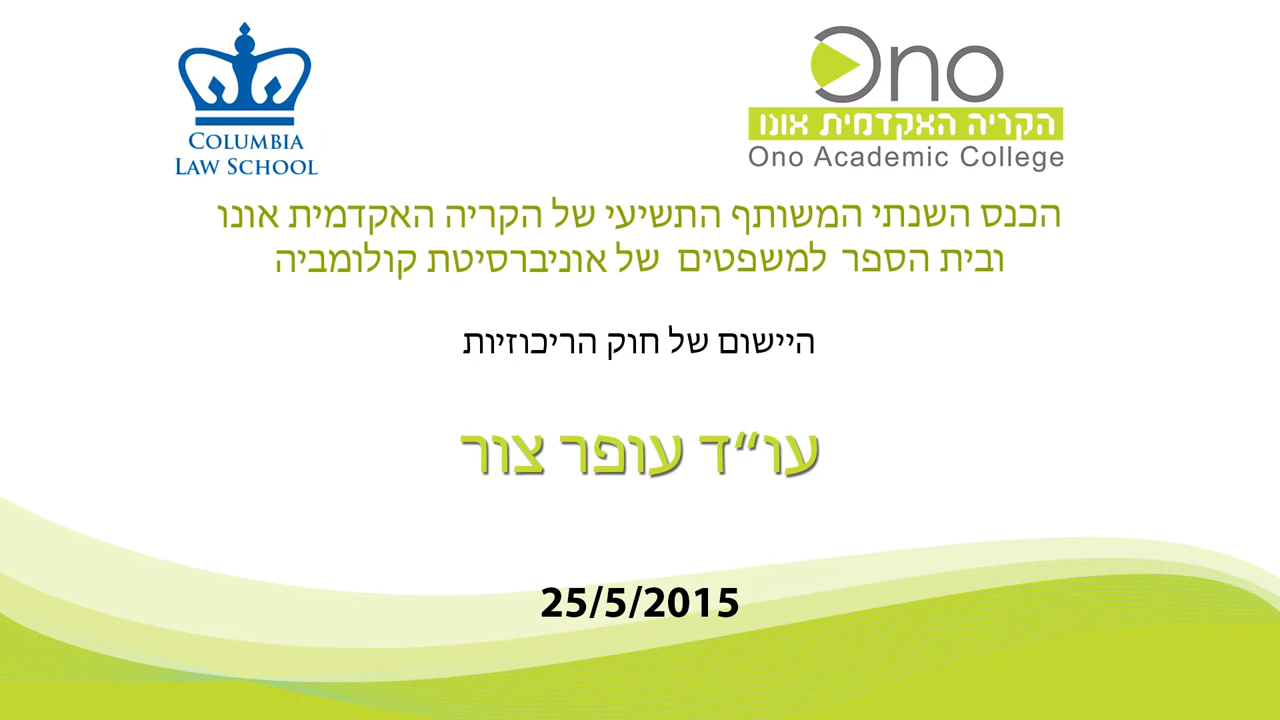 COLUMBIA
LAW SCHOOL
Ono
הקריה האקדמית אונו
Ono Academic College
הכנס השנתי המשותף התשיעי של הקריה האקדמית אונו
ובית הספר למשפטים של אוניברסיטת קולומביה
היישום של חוק הריכוזיות
עו״ד עופר צור
25/5/2015